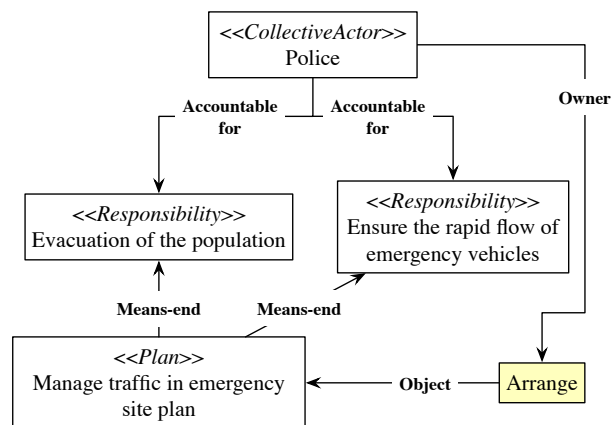 <<CollectiveActor>>
Police
Accountable
for
Accountable
for
Owner
<<Responsibility>>
Evacuation of the population
<<Responsibility>>
Ensure the rapid flow of
emergency vehicles
Means-end
Means-end
<<Plan>>
Manage traffic in emergency
site plan
Object
Arrange